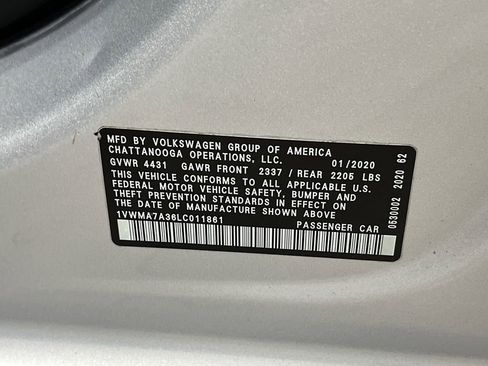 MFD BY VOLKSWAGEN GROUP OF AMERICA
CHATTANOOGA OPERATIONS, LLC. 01/2020
GVWR 4431 GAWR FRONT 2337 / REAR 2205 LBS
THIS VEHICLE CONFORMS TO ALL APPLICABLE U.S.
FEDERAL MOTOR VEHICLE SAFETY, BUMPER AND
THEFT PREVENTION STANDARDS IN EFFECT ON
THE DATE OF MANUFACTURE SHOWN ABOVE
1VWMA7A36LC011861 PASSENGER CAR
0530002 2020 62